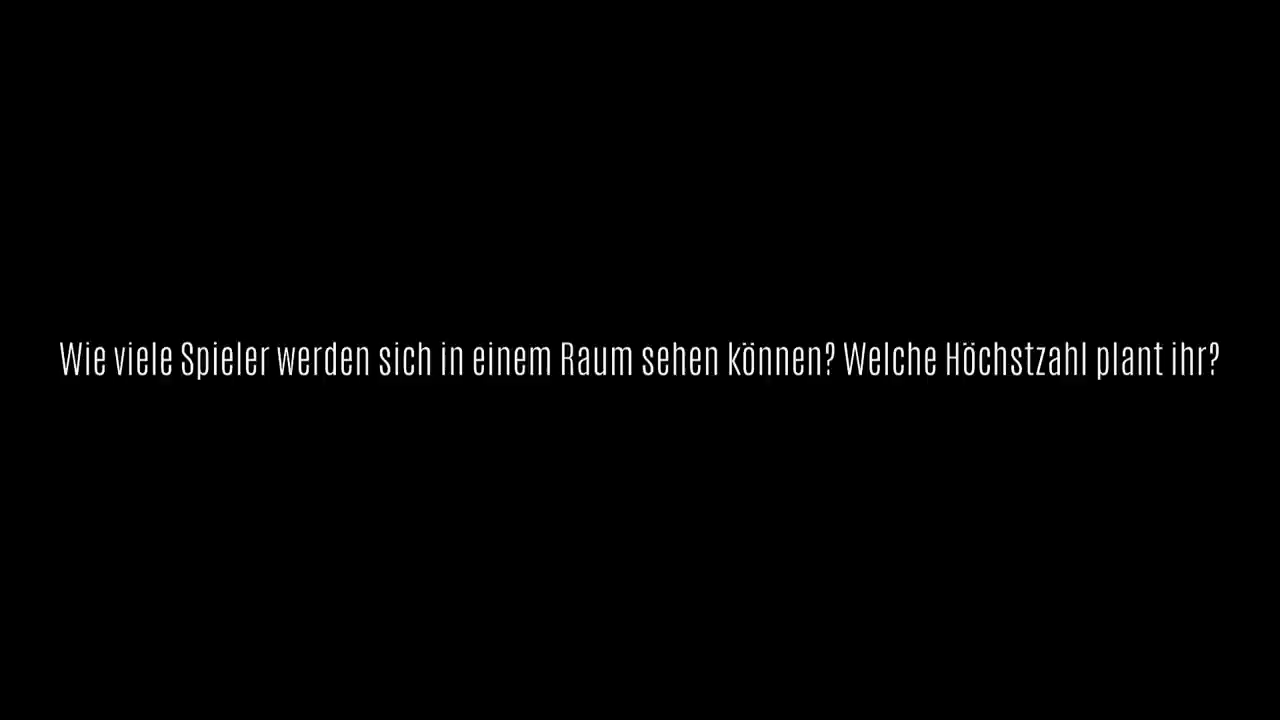 Wie viele Spieler werden sich in einem Raum sehen können? Welche Höchstzahl plant ihr?